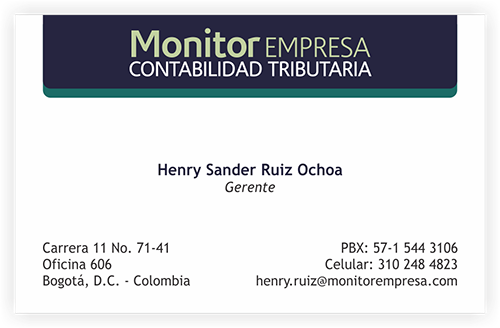 Monitor EMPRESA
CONTABILIDAD TRIBUTARIA
Henry Sander Ruiz Ochoa
Gerente
Carrera 11 No. 71-41
Oficina 606
Bogotá, D.C. - Colombia
PBX: 57-1 544 3106
Celular: 310 248 4823
henry.ruiz@monitorempresa.com